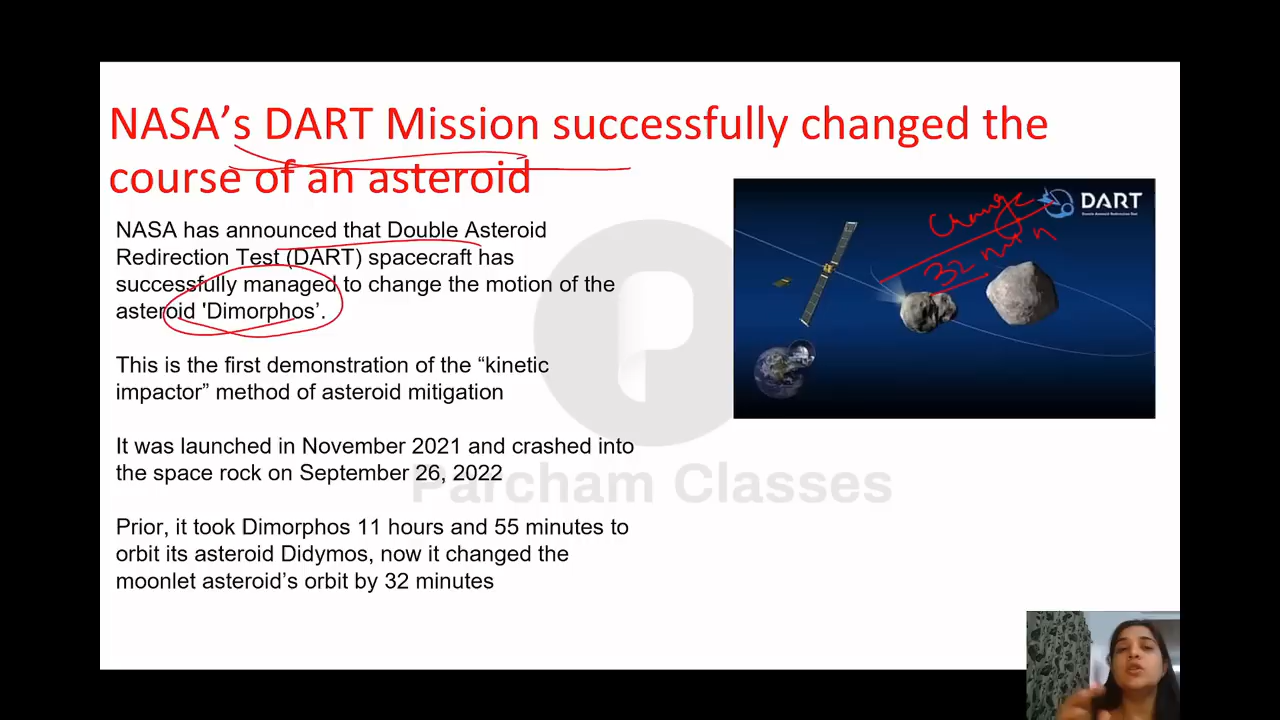 NASA's DART Mission successfully changed the
course of an asteroid
NASA has announced that Double Asteroid
Redirection Test (DART) spacecraft has
successfully managed to change the motion of the
asteroid 'Dimorphos'.
This is the first demonstration of the “kinetic
impactor” method of asteroid mitigation
It was launched in November 2021 and crashed into
the space rock on September 26, 2022
Prior, it took Dimorphos 11 hours and 55 minutes to
orbit its asteroid Didymos, now it changed the
moonlet asteroid's orbit by 32 minutes
DART
Double Asteroid Redirection Test
Change
32
Parcham Classes